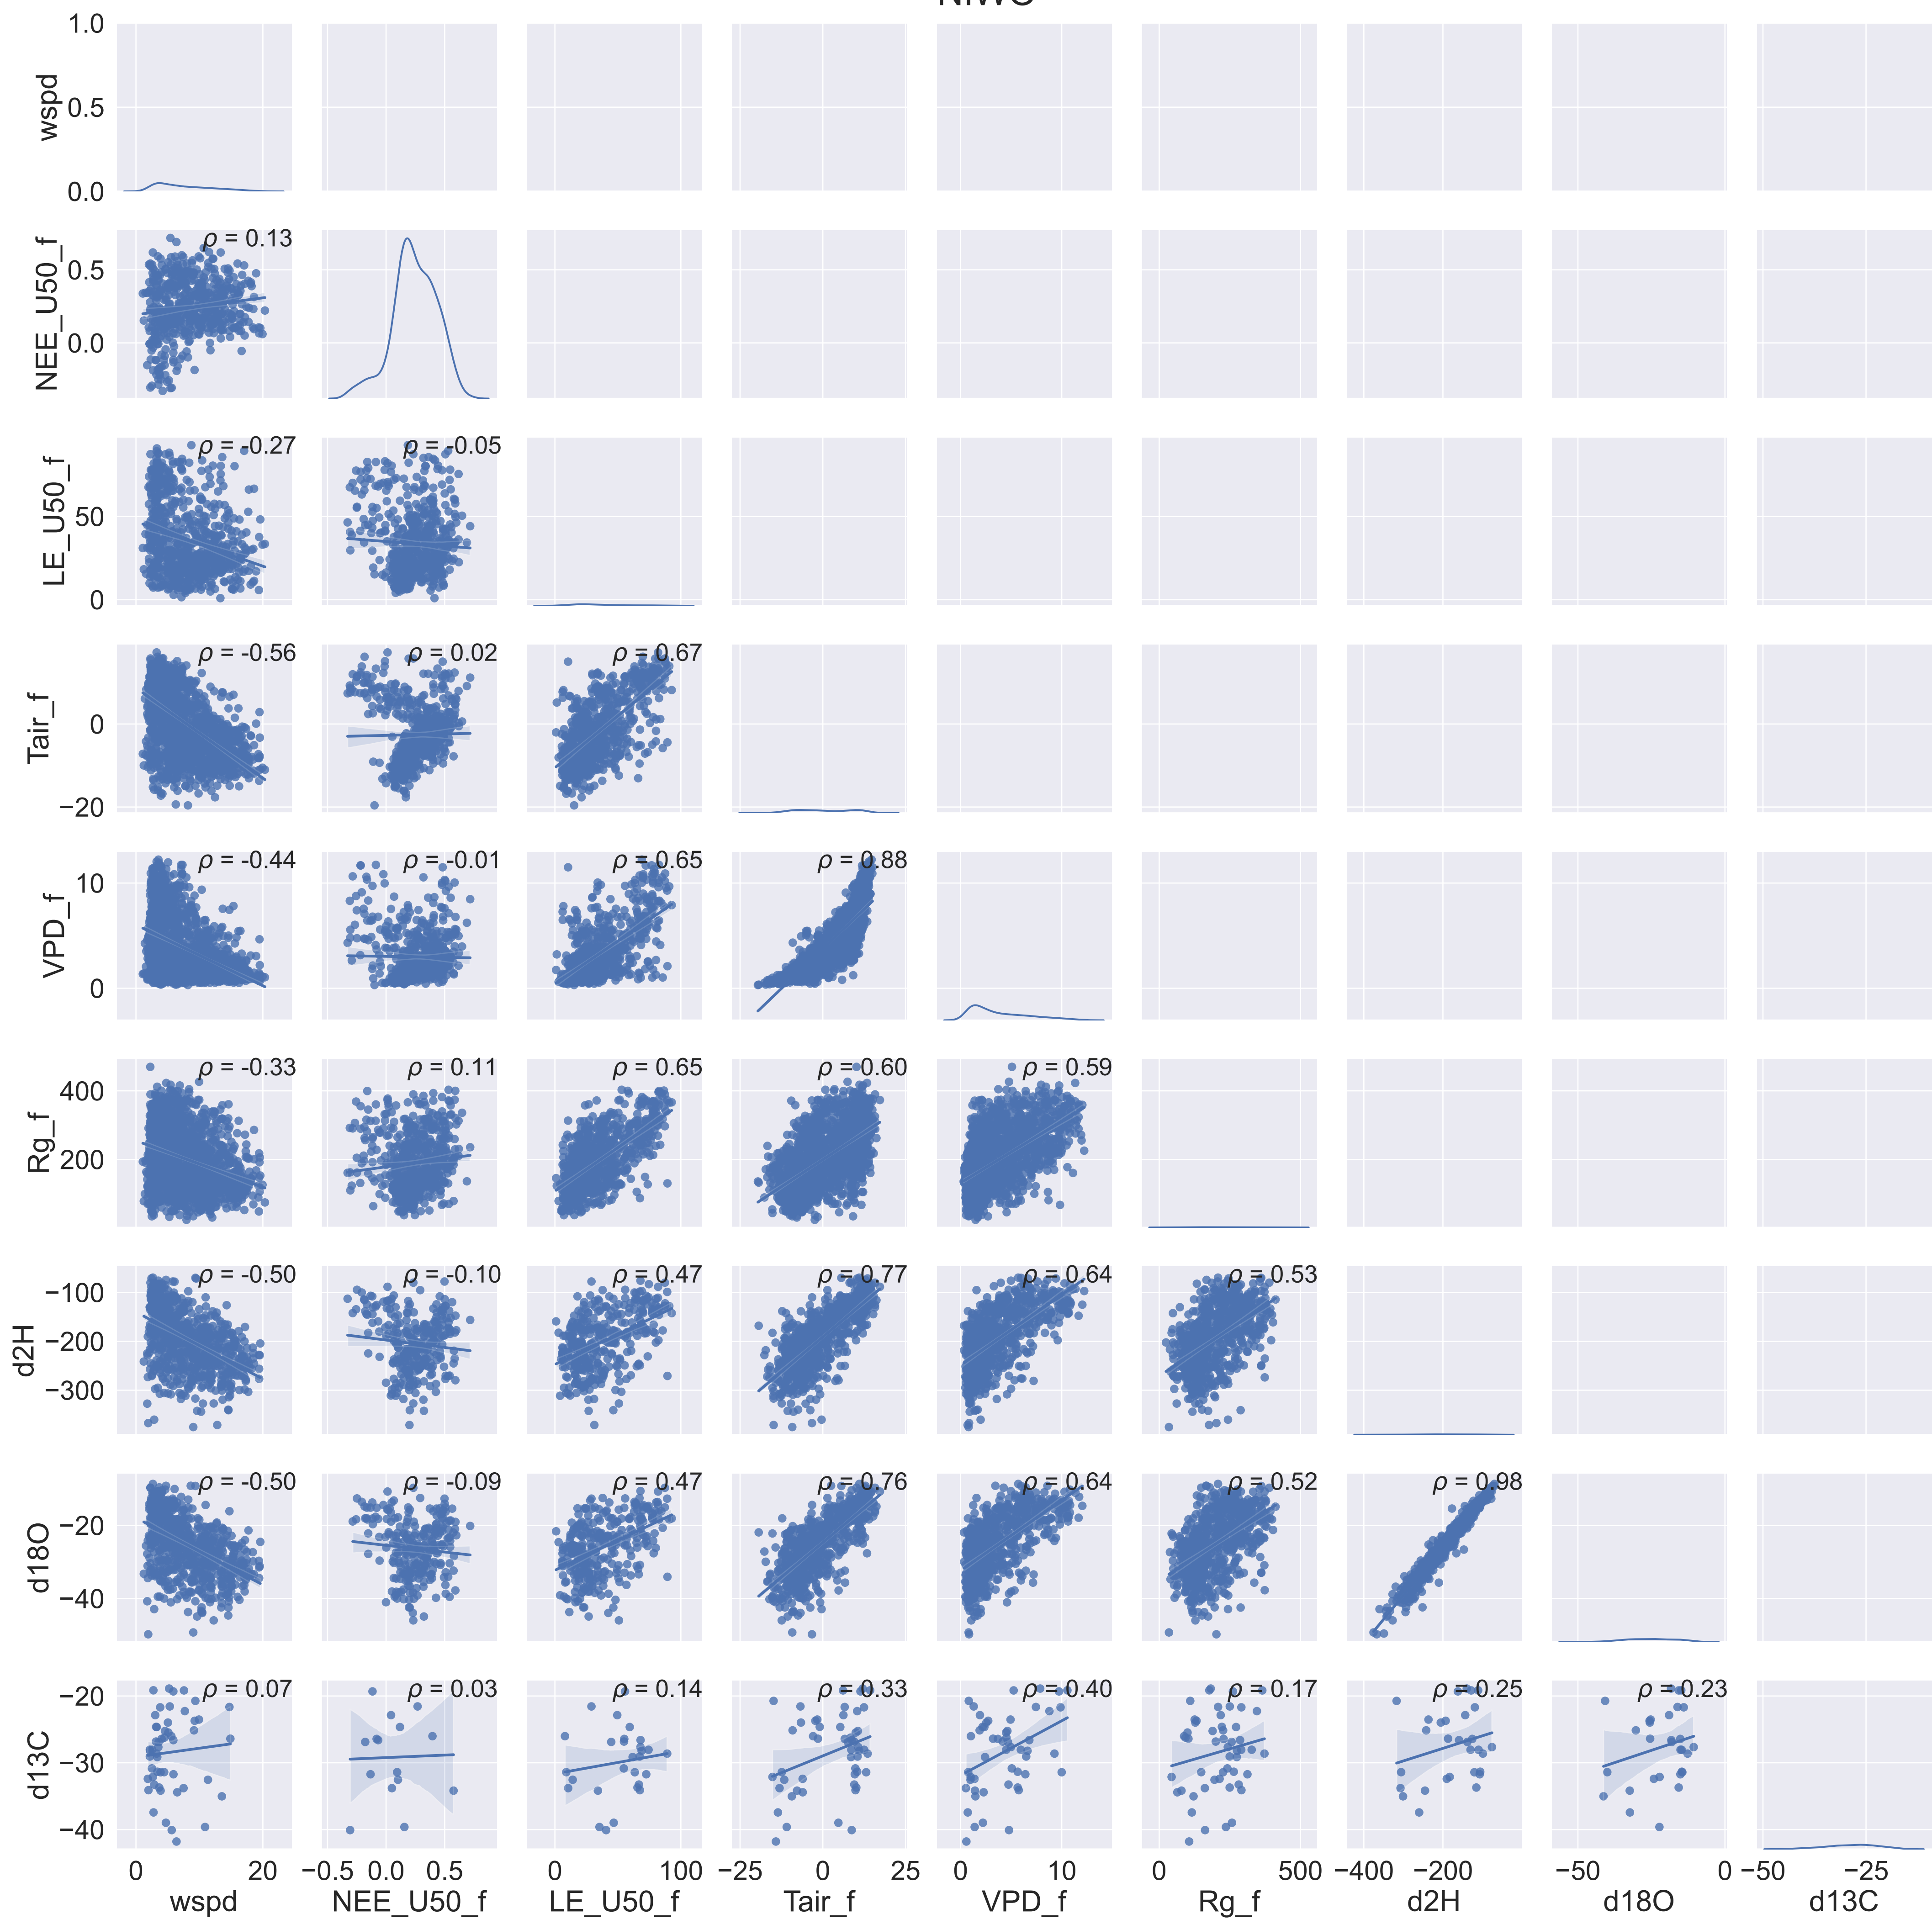 NIWO
1.0
wspd
0.5
0.0
ρ = 0.13
NEE_U50_f
0.5
0.0
ρ = -0.27 ρ = -0.05
LE_U50_f
50
0
ρ = -0.56 ρ = 0.02 ρ = 0.67
Tair_f
0
−20
ρ = -0.44 ρ = -0.01 ρ = 0.65 ρ = 0.88
VPD_f
10
0
ρ = -0.33 ρ = 0.11 ρ = 0.65 ρ = 0.60 ρ = 0.59
Rg_f
400
200
ρ = -0.50 ρ = -0.10 ρ = 0.47 ρ = 0.77 ρ = 0.64 ρ = 0.53
d2H
−100
−200
−300
ρ = -0.50 ρ = -0.09 ρ = 0.47 ρ = 0.76 ρ = 0.64 ρ = 0.52 ρ = 0.98
d18O
−20
−40
ρ = 0.07 ρ = 0.03 ρ = 0.14 ρ = 0.33 ρ = 0.40 ρ = 0.17 ρ = 0.25 ρ = 0.23
d13C
−20
−30
−40
0 20 −0.5 0.0 0.5 0 100 −25 0 25 0 10 0 500 −400 −200 −50 0 −50 −25
wspd NEE_U50_f LE_U50_f Tair_f VPD_f Rg_f d2H d18O d13C